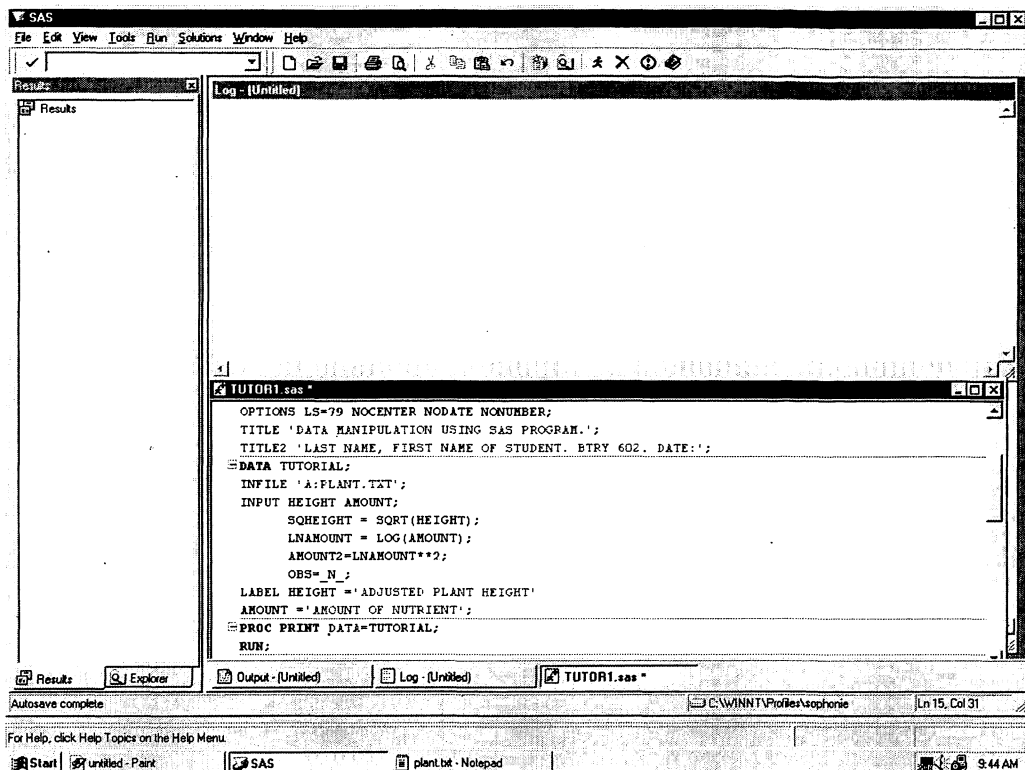 SAS
File Edit View Tools Run Solutions Window Help
Results
Results
Log - (Untitled)
TUTOR1.sas *
OPTIONS LS=79 NOCENTER NODATE NONUMBER;
TITLE 'DATA MANIPULATION USING SAS PROGRAM.';
TITLE2 'LAST NAME, FIRST NAME OF STUDENT. BTRY 602. DATE:';
DATA TUTORIAL;
INFILE 'A:PLANT.TXT';
INPUT HEIGHT AMOUNT;
SQHEIGHT = SQRT(HEIGHT);
LNAMOUNT = LOG(AMOUNT);
AMOUNT2=LNAMOUNT**2;
OBS=_N_;
LABEL HEIGHT ='ADJUSTED PLANT HEIGHT'
AMOUNT ='AMOUNT OF NUTRIENT';
PROC PRINT DATA=TUTORIAL;
RUN;
Results Explorer Output - (Untitled) Log - (Untitled) TUTOR1.sas *
Autosave complete C:\WINNT\Profiles\sophonie Ln 15, Col 31
For Help, click Help Topics on the Help Menu.
Start untitled - Paint SAS plant.txt - Notepad 9:44 AM